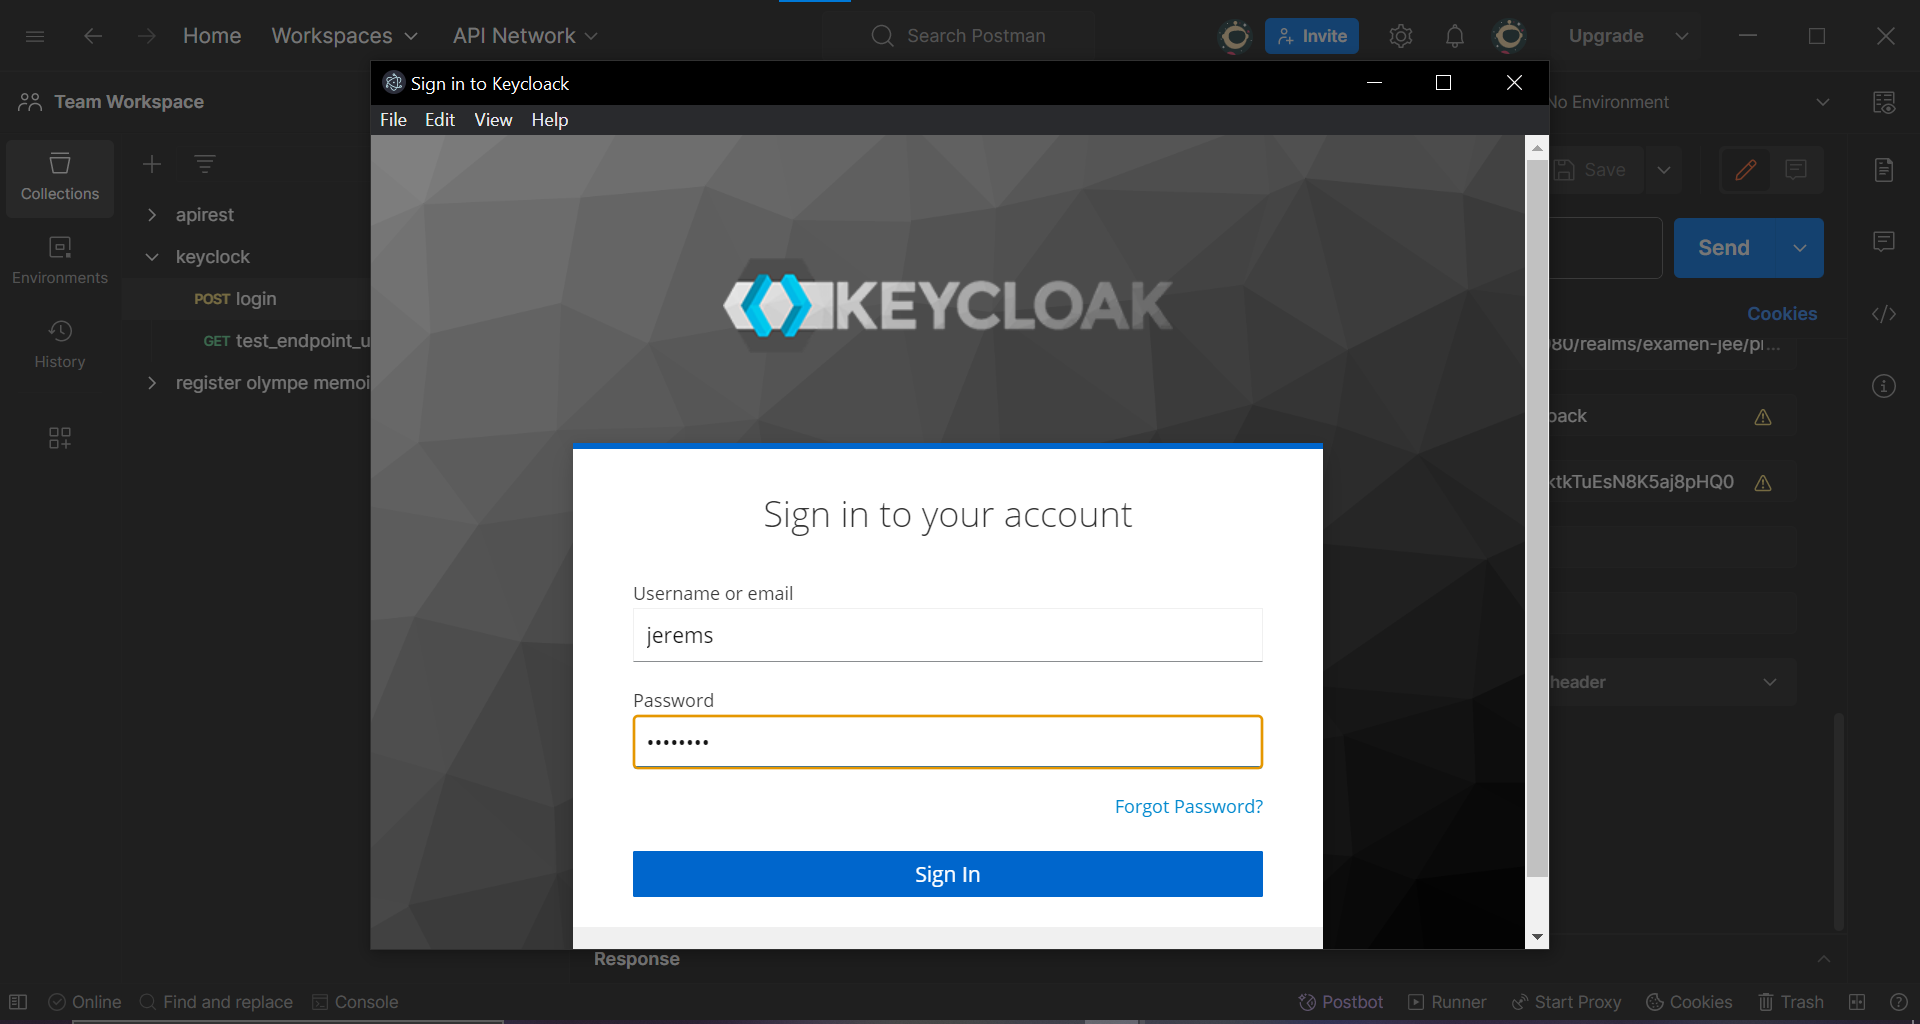 Home
Workspaces
API Network
Search Postman
Invite
Upgrade
Team Workspace
Sign in to Keycloack
No Environment
File Edit View Help
Collections
Environments
History
apirest
keyclock
POST login
GET test_endpoint_u
register olympe memoi
Save
Send
Cookies
80/realms/examen-jee/pr...
back
ktkTuEsN8K5aj8pHQ0
header
KEYCLOAK
Sign in to your account
Username or email
jerems
Password
••••••••
Forgot Password?
Sign In
Response
Online
Find and replace
Console
Postbot
Runner
Start Proxy
Cookies
Trash